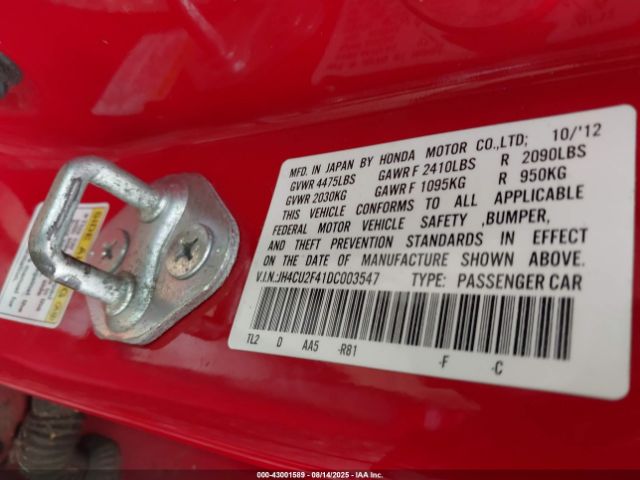 MFD. IN JAPAN BY HONDA MOTOR CO.,LTD; 10/'12
GVWR 4475LBS GAWR F 2410LBS R 2090LBS
GVWR 2030KG GAWR F 1095KG R 950KG
THIS VEHICLE CONFORMS TO ALL APPLICABLE
FEDERAL MOTOR VEHICLE SAFETY ,BUMPER,
AND THEFT PREVENTION STANDARDS IN EFFECT
ON THE DATE OF MANUFACTURE SHOWN ABOVE.
V.I.N.:JH4CU2F41DC003547 TYPE: PASSENGER CAR
TL2 D AA5 -R81 -F -C
SIDE
000-43001589 - 08/14/2025 - IAAI, Inc.